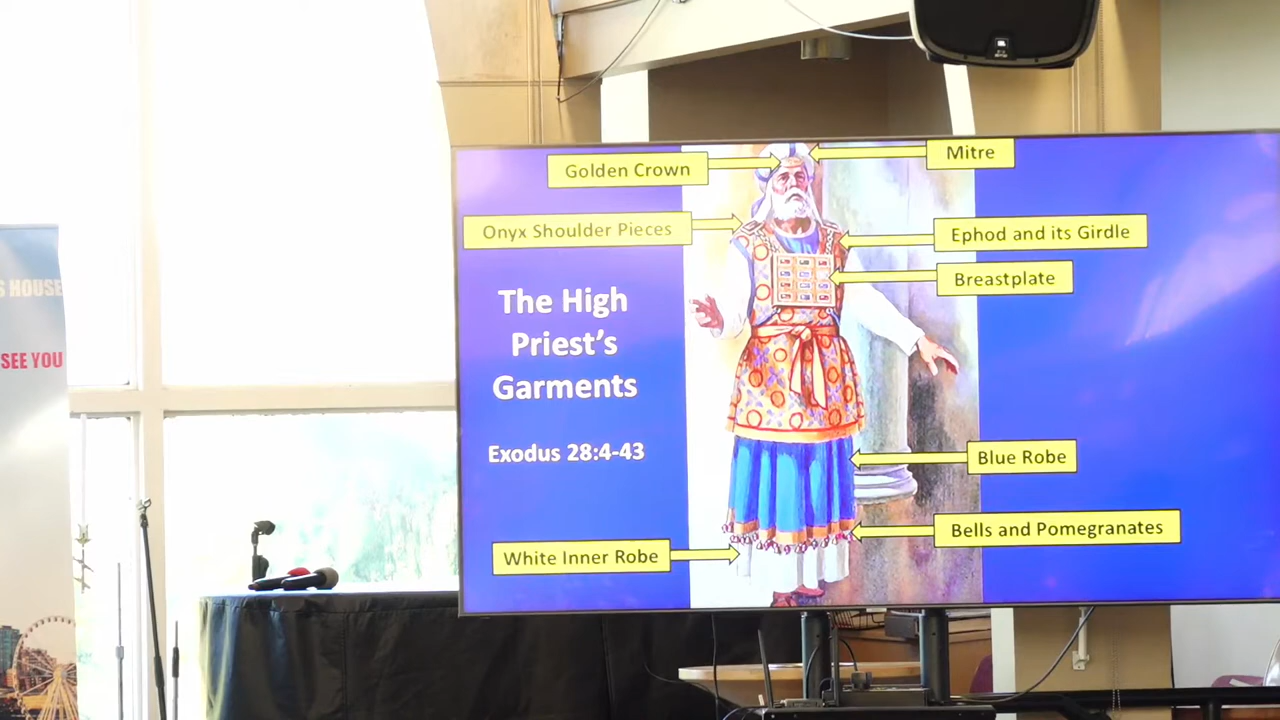 S HOUSE
SEE YOU
Golden Crown
Mitre
Onyx Shoulder Pieces
Ephod and its Girdle
Breastplate
The High
Priest's
Garments
Exodus 28:4-43
Blue Robe
Bells and Pomegranates
White Inner Robe
JBL